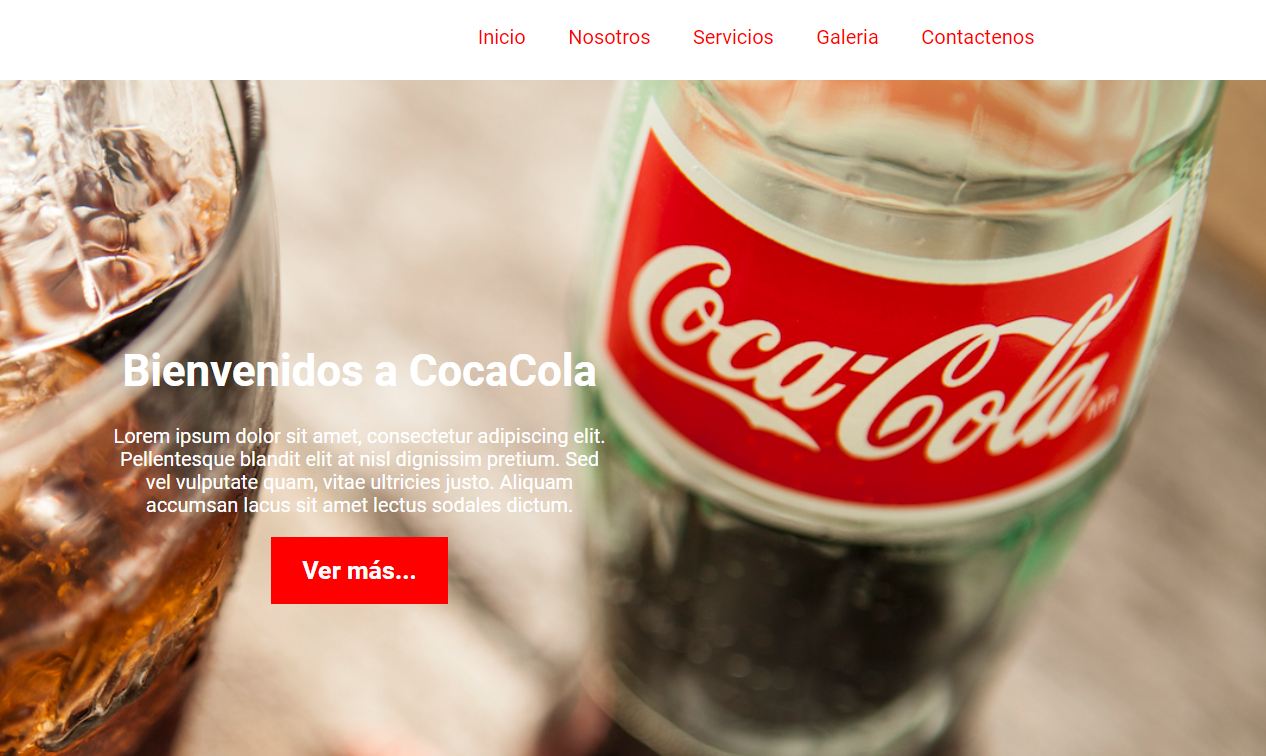 Inicio Nosotros Servicios Galeria Contactenos
Coca-Cola
MR
Bienvenidos a CocaCola
Lorem ipsum dolor sit amet, consectetur adipiscing elit.
Pellentesque blandit elit at nisl dignissim pretium. Sed
vel vulputate quam, vitae ultricies justo. Aliquam
accumsan lacus sit amet lectus sodales dictum.
Ver más...